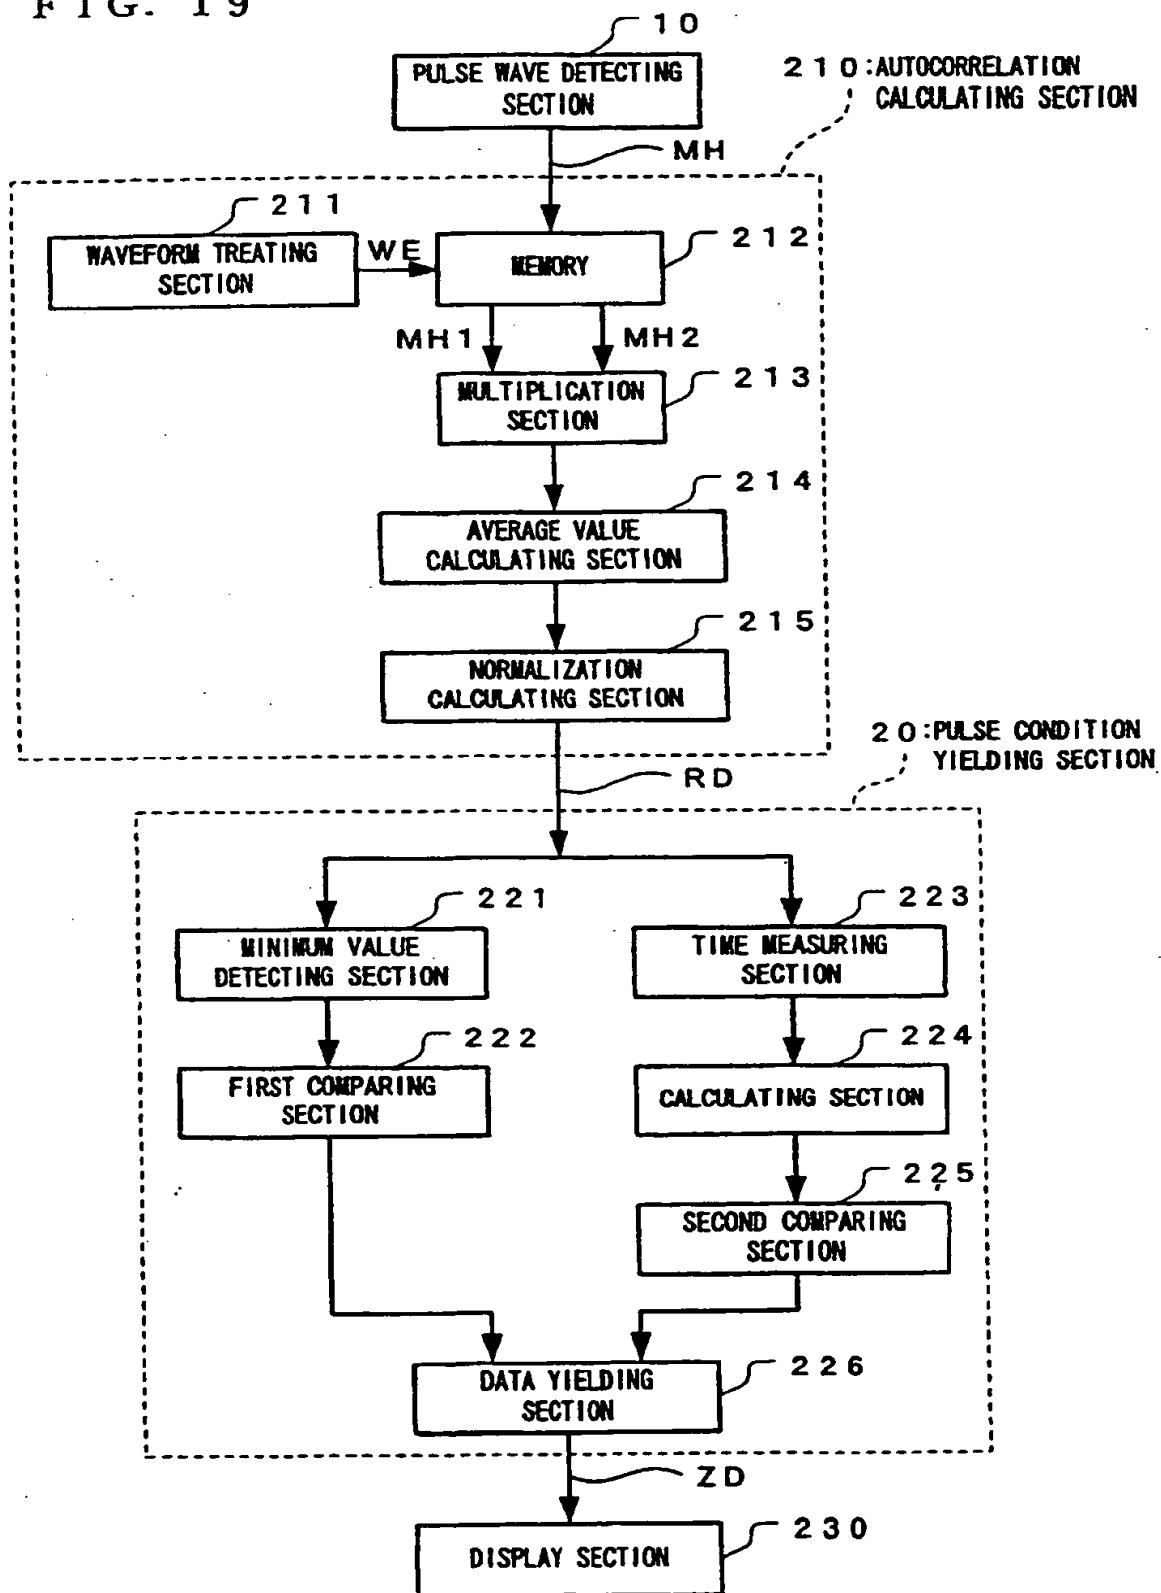 FIG. 19
10
PULSE WAVE DETECTING
SECTION
210:AUTOCORRELATION
CALCULATING SECTION
MH
211
WAVEFORM TREATING
SECTION
WE
212
MEMORY
MH1
MH2
213
MULTIPLICATION
SECTION
214
AVERAGE VALUE
CALCULATING SECTION
215
NORMALIZATION
CALCULATING SECTION
20:PULSE CONDITION
YIELDING SECTION
RD
221
MINIMUM VALUE
DETECTING SECTION
223
TIME MEASURING
SECTION
222
FIRST COMPARING
SECTION
224
CALCULATING SECTION
225
SECOND COMPARING
SECTION
226
DATA YIELDING
SECTION
ZD
230
DISPLAY SECTION